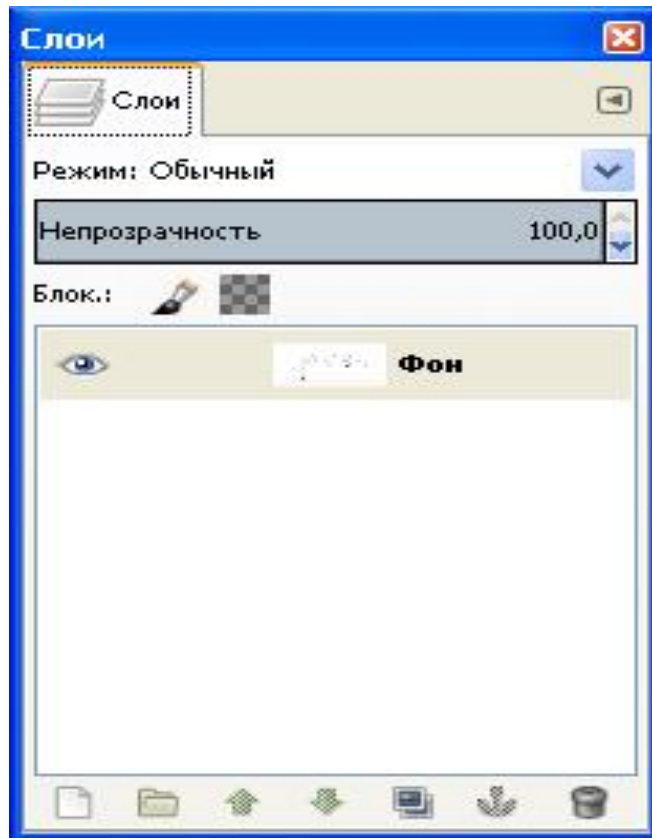 Слои
Слои
Режим: Обычный
Непрозрачность 100,0
Блок.:
Фон